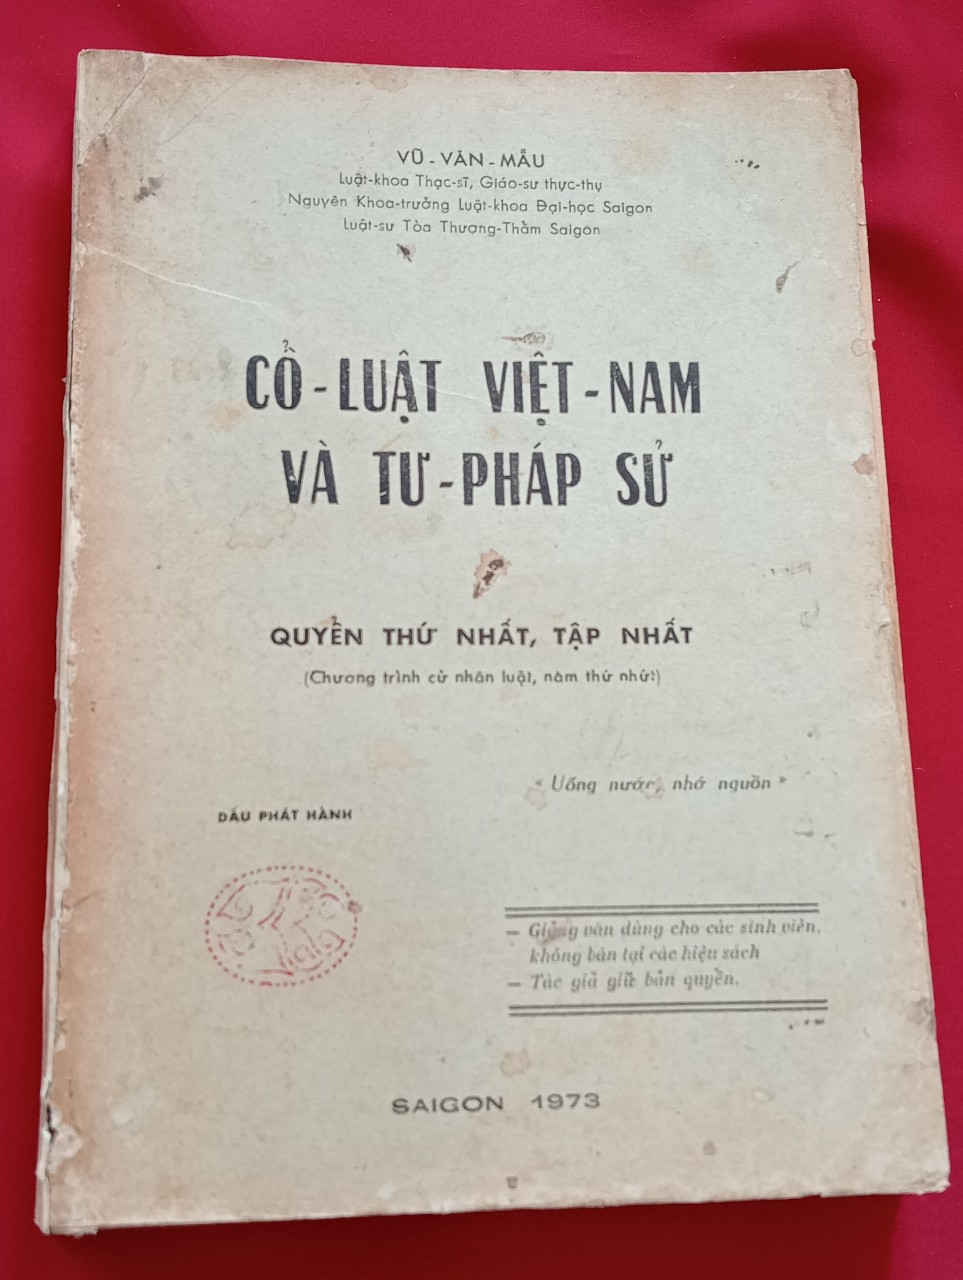 VŨ - VĂN - MẪU
Luật-khoa Thạc-sĩ, Giáo-sư thực-thụ
Nguyên Khoa-trưởng Luật-khoa Đại-học Saigon
Luật-sư Tòa Thượng-Thẩm Saigon
CỔ - LUẬT VIỆT - NAM
VÀ TƯ - PHÁP SỬ
QUYỂN THỨ NHẤT, TẬP NHẤT
(Chương trình cử nhân luật, năm thứ nhứt)
« Uống nước, nhớ nguồn »
DẤU PHÁT HÀNH
— Giảng văn dùng cho các sinh viên,
không bán tại các hiệu sách
— Tác giả giữ bản quyền.
SAIGON 1973